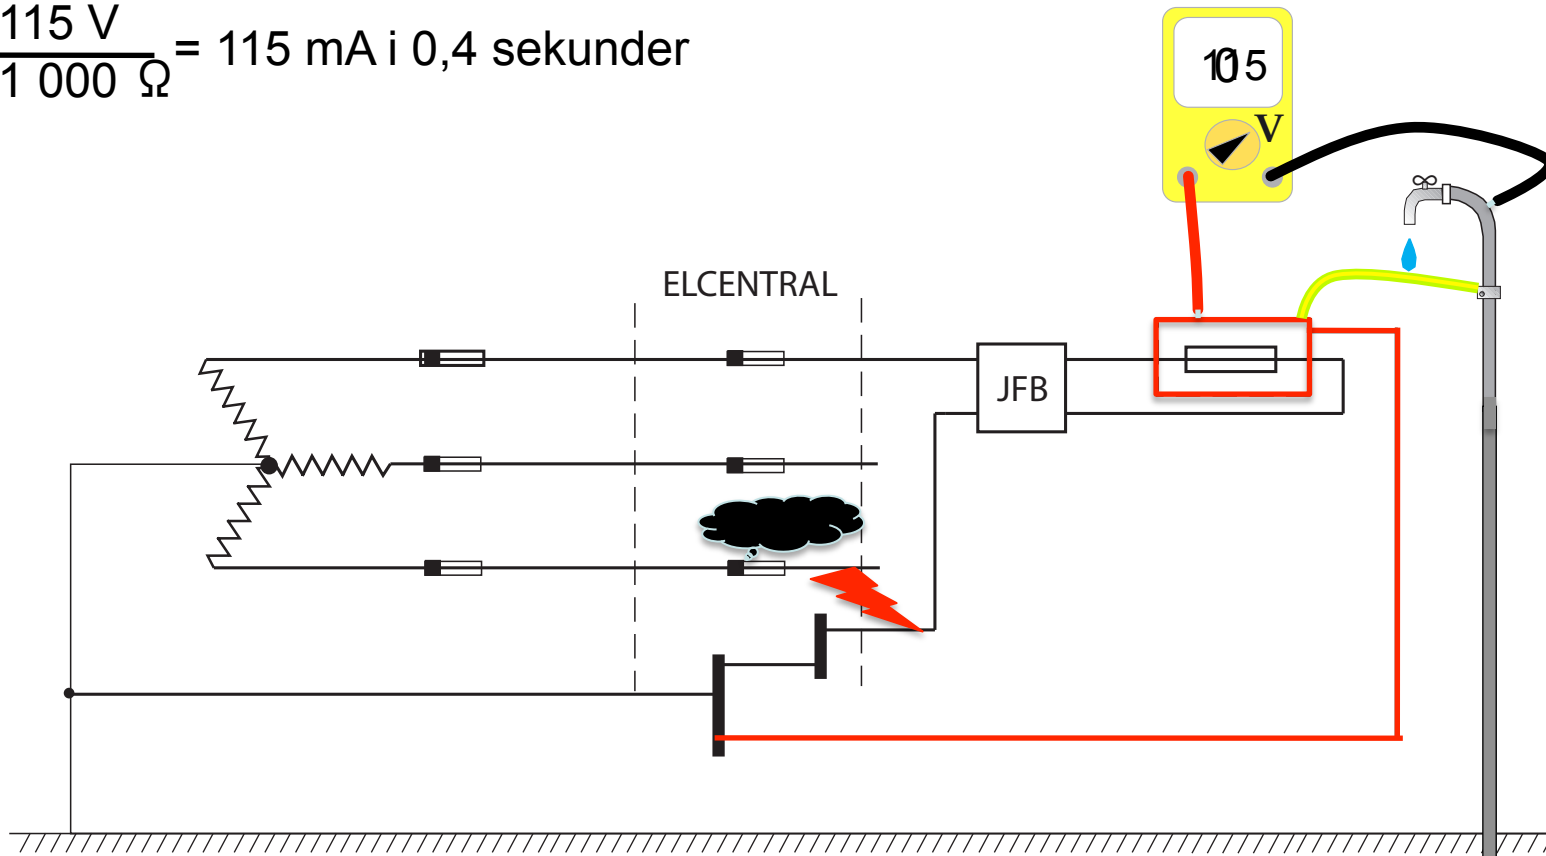 115 V
1 000 Ω = 115 mA i 0,4 sekunder
V
ELCENTRAL
JFB